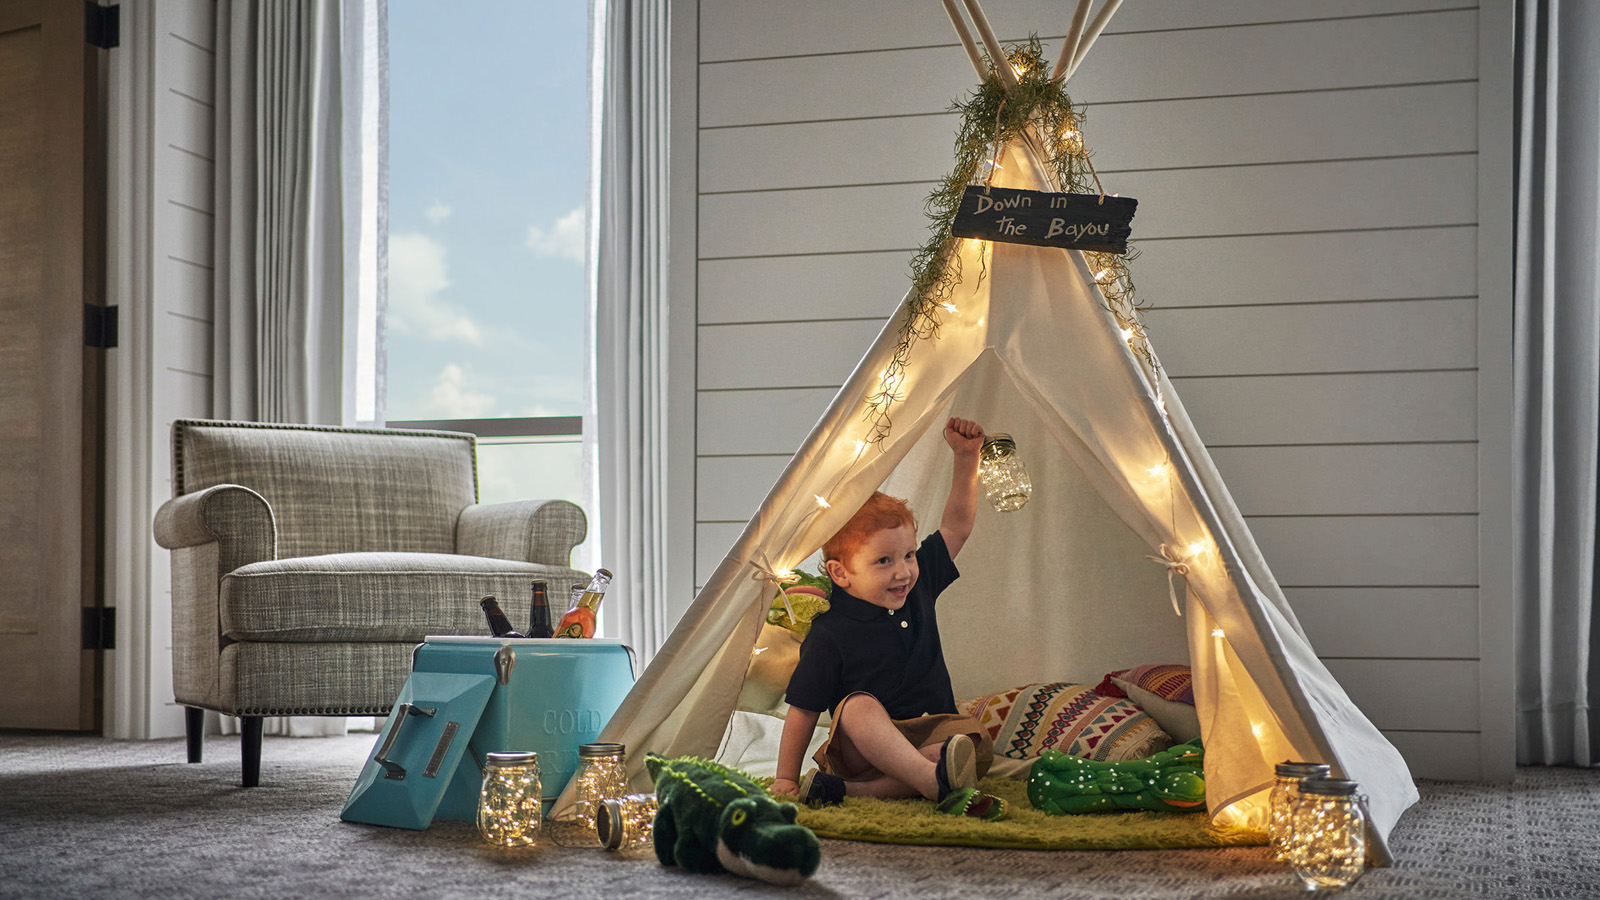 Down in
the Bayou
COLD